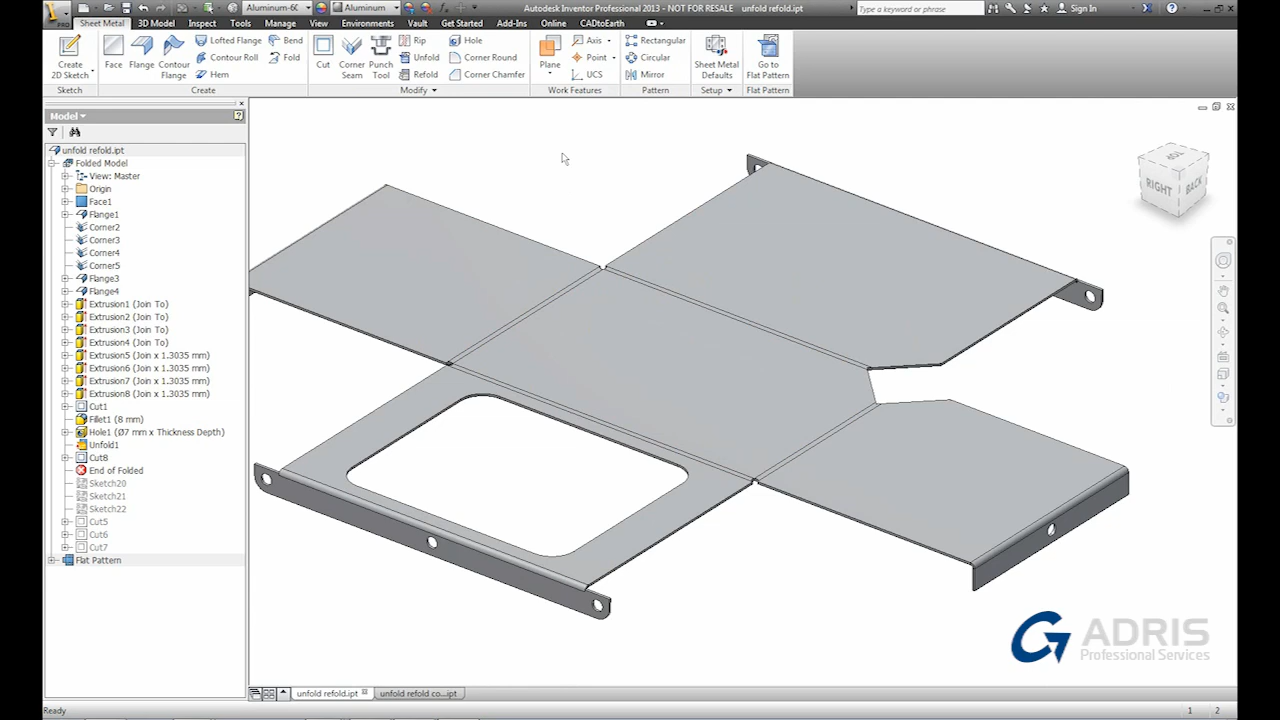 PRO
Aluminum-6(
Aluminum
Autodesk Inventor Professional 2013 - NOT FOR RESALE unfold refold.ipt
Type a keyword or phrase
Sign In
Sheet Metal 3D Model Inspect Tools Manage View Environments Vault Get Started Add-Ins Online CADtoEarth
Create
2D Sketch
Sketch
Face
Flange
Contour
Flange
Lofted Flange
Contour Roll
Hem
Bend
Fold
Create
Cut
Corner
Seam
Punch
Tool
Rip
Unfold
Refold
Hole
Corner Round
Corner Chamfer
Modify
Plane
Axis
Point
UCS
Work Features
Rectangular
Circular
Mirror
Pattern
Sheet Metal
Defaults
Setup
Go to
Flat Pattern
Flat Pattern
Model
unfold refold.ipt
Folded Model
View: Master
Origin
Face1
Flange1
Corner2
Corner3
Corner4
Corner5
Flange3
Flange4
Extrusion1 (Join To)
Extrusion2 (Join To)
Extrusion3 (Join To)
Extrusion4 (Join To)
Extrusion5 (Join x 1.3035 mm)
Extrusion6 (Join x 1.3035 mm)
Extrusion7 (Join x 1.3035 mm)
Extrusion8 (Join x 1.3035 mm)
Cut1
Fillet1 (8 mm)
Hole1 (Ø7 mm x Thickness Depth)
Unfold1
Cut8
End of Folded
Sketch20
Sketch21
Sketch22
Cut5
Cut6
Cut7
Flat Pattern
TOP
RIGHT
BACK
ADRIS
Professional Services
unfold refold.ipt
unfold refold co...ipt
Ready
1 2